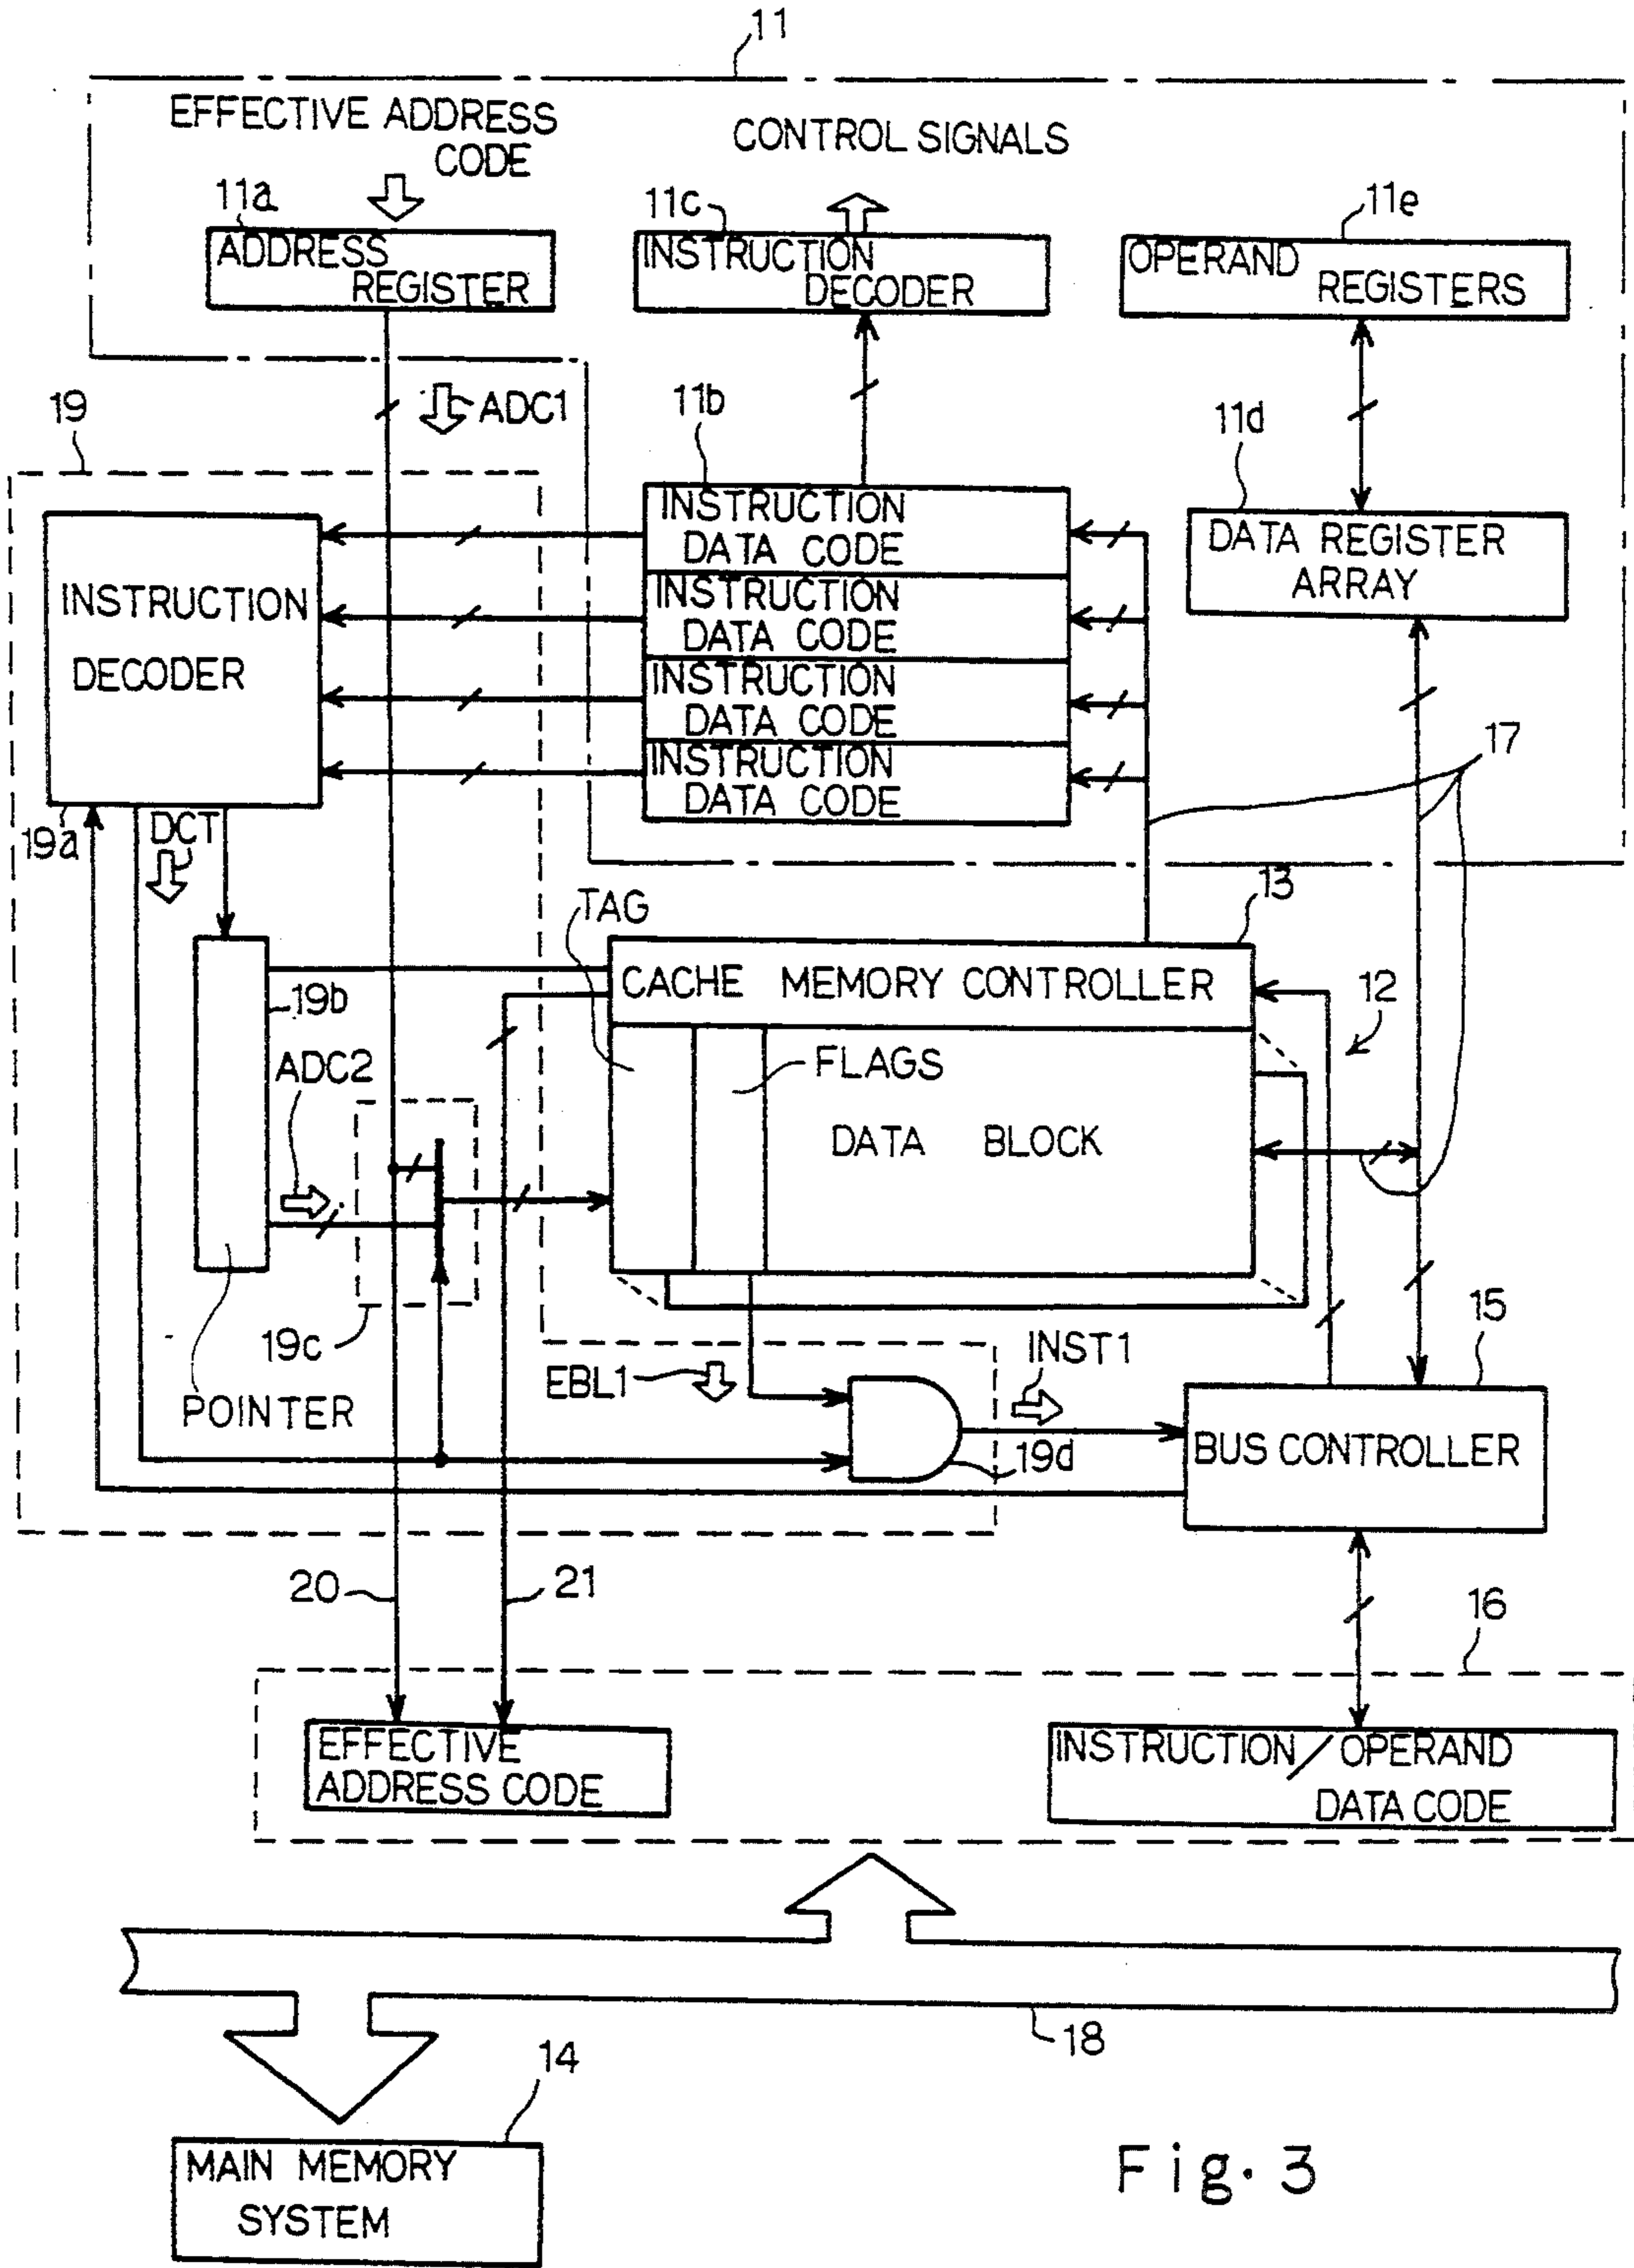 11
EFFECTIVE ADDRESS
CODE
CONTROL SIGNALS
11a
11c
11e
ADDRESS
REGISTER
INSTRUCTION
DECODER
OPERAND
REGISTERS
19
ADC1
11b
11d
INSTRUCTION
DECODER
INSTRUCTION
DATA CODE
INSTRUCTION
DATA CODE
INSTRUCTION
DATA CODE
INSTRUCTION
DATA CODE
DATA REGISTER
ARRAY
17
19a
DCT
TAG
13
CACHE MEMORY CONTROLLER
19b
12
ADC2
FLAGS
DATA BLOCK
19c
POINTER
EBL1
INST1
15
19d
BUS CONTROLLER
20
21
16
EFFECTIVE
ADDRESS CODE
INSTRUCTION/OPERAND
DATA CODE
18
14
MAIN MEMORY
SYSTEM
Fig. 3